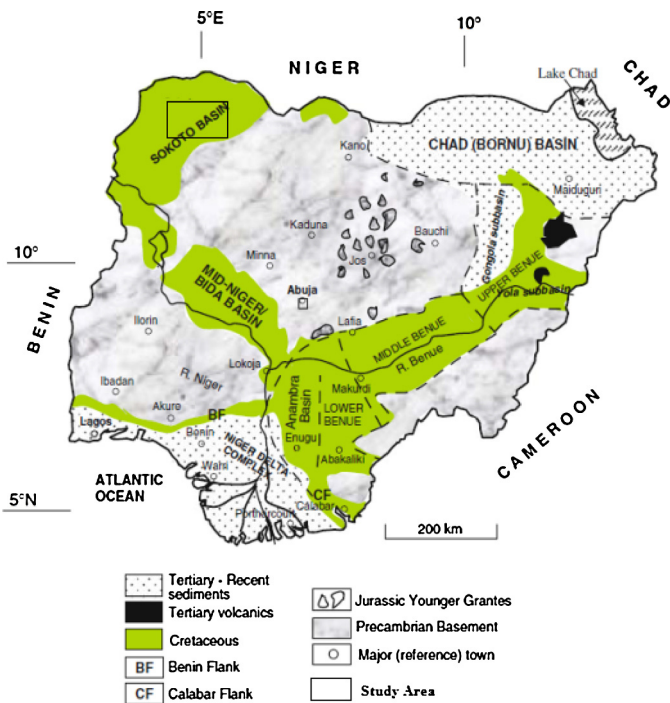 5°E
10°
NIGER
CHAD
Lake Chad
SOKOTO BASIN
Kano
CHAD (BORNU) BASIN
Maiduguri
Kaduna
Bauchi
Gongola subbasin
Jos
Minna
10°
MID-NIGER/
BIDA BASIN
Abuja
UPPER BENUE
Yola subbasin
BENIN
Ilorin
Lafia
MIDDLE BENUE
R. Benue
Lokoja
Ibadan
R. Niger
Makurdi
Anambra
Basin
LOWER
BENUE
Akure
BF
Lagos
Benin
Enugu
Abakaliki
NIGER DELTA
COMPLEX
Warri
CAMEROON
ATLANTIC
OCEAN
5°N
CF
Calabar
Portharcourt
200 km
Tertiary - Recent
sediments
Tertiary volcanics
Cretaceous
BF Benin Flank
CF Calabar Flank
Jurassic Younger Grantes
Precambrian Basement
Major (reference) town
Study Area